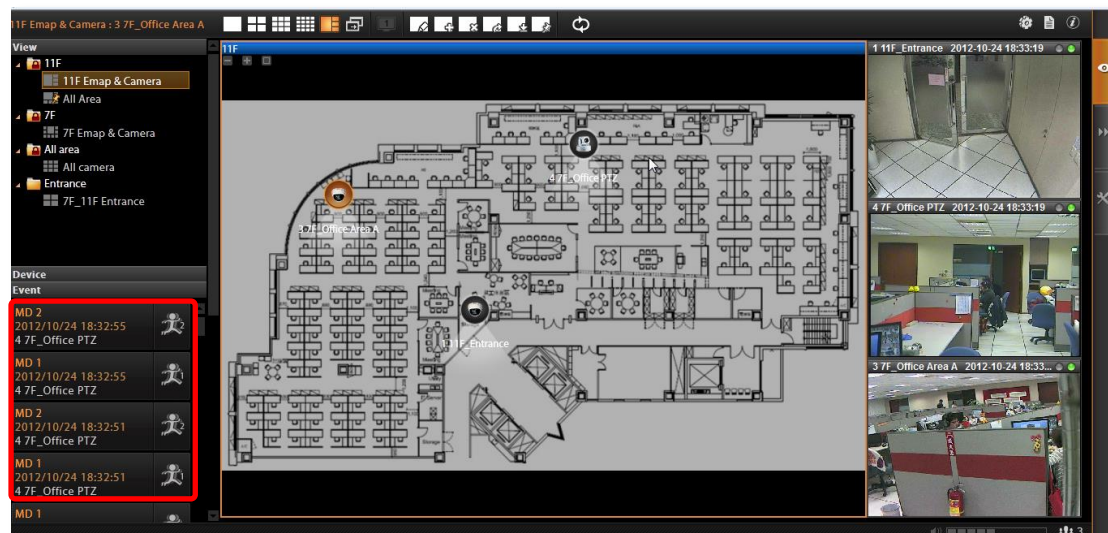 11F Emap & Camera : 3 7F_Office Area A
View
11F
11F Emap & Camera
All Area
7F
7F Emap & Camera
All area
All camera
Entrance
7F_11F Entrance
Device
Event
MD 2
2012/10/24 18:32:55
4 7F_Office PTZ
MD 1
2012/10/24 18:32:55
4 7F_Office PTZ
MD 2
2012/10/24 18:32:51
4 7F_Office PTZ
MD 1
2012/10/24 18:32:51
4 7F_Office PTZ
MD 1
11F
4 7F_Office PTZ
3 7F_Office Area A
1 11F_Entrance
Storage
1 11F_Entrance 2012-10-24 18:33:19
4 7F_Office PTZ 2012-10-24 18:33:19
3 7F_Office Area A 2012-10-24 18:33...
3